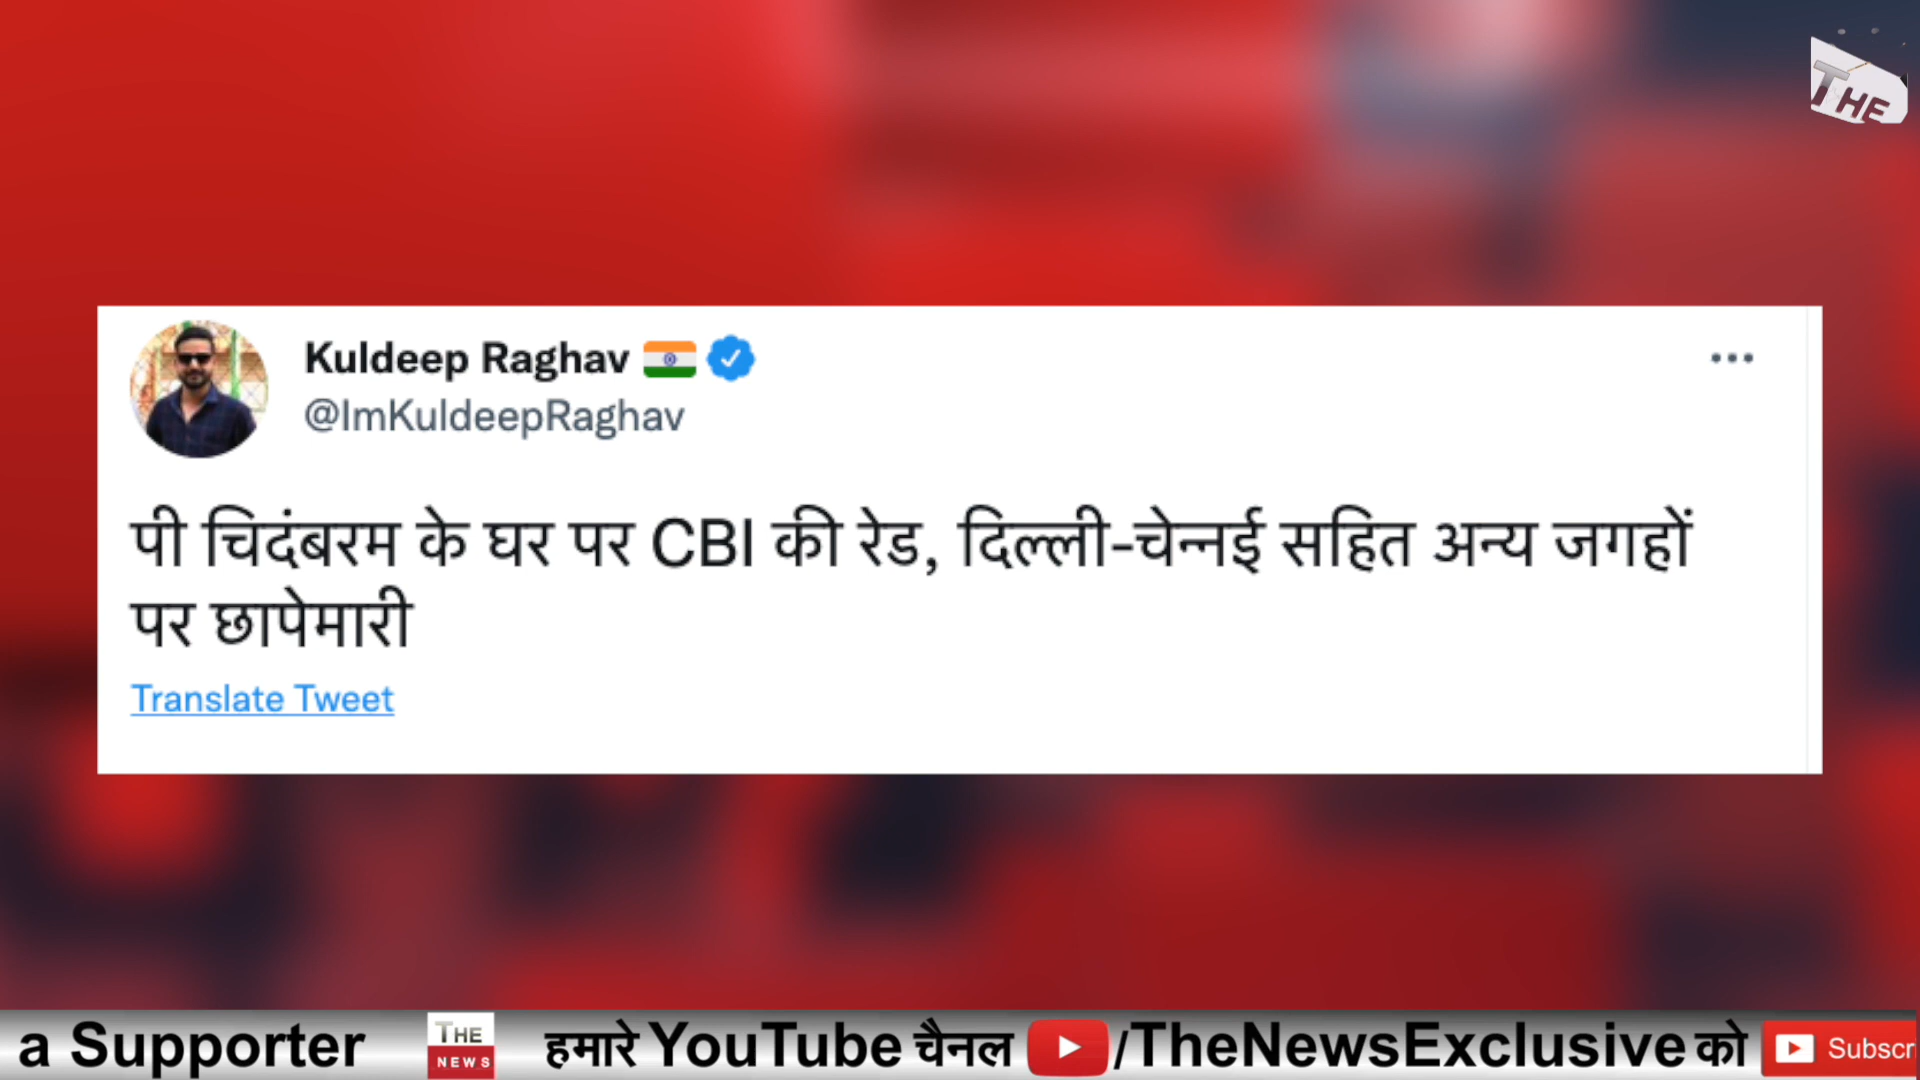 THE
Kuldeep Raghav
@ImKuldeepRaghav
पी चिदंबरम के घर पर CBI की रेड, दिल्ली-चेन्नई सहित अन्य जगहों
पर छापेमारी
Translate Tweet
a Supporter THE NEWS हमारे YouTube चैनल /TheNewsExclusive को Subscr